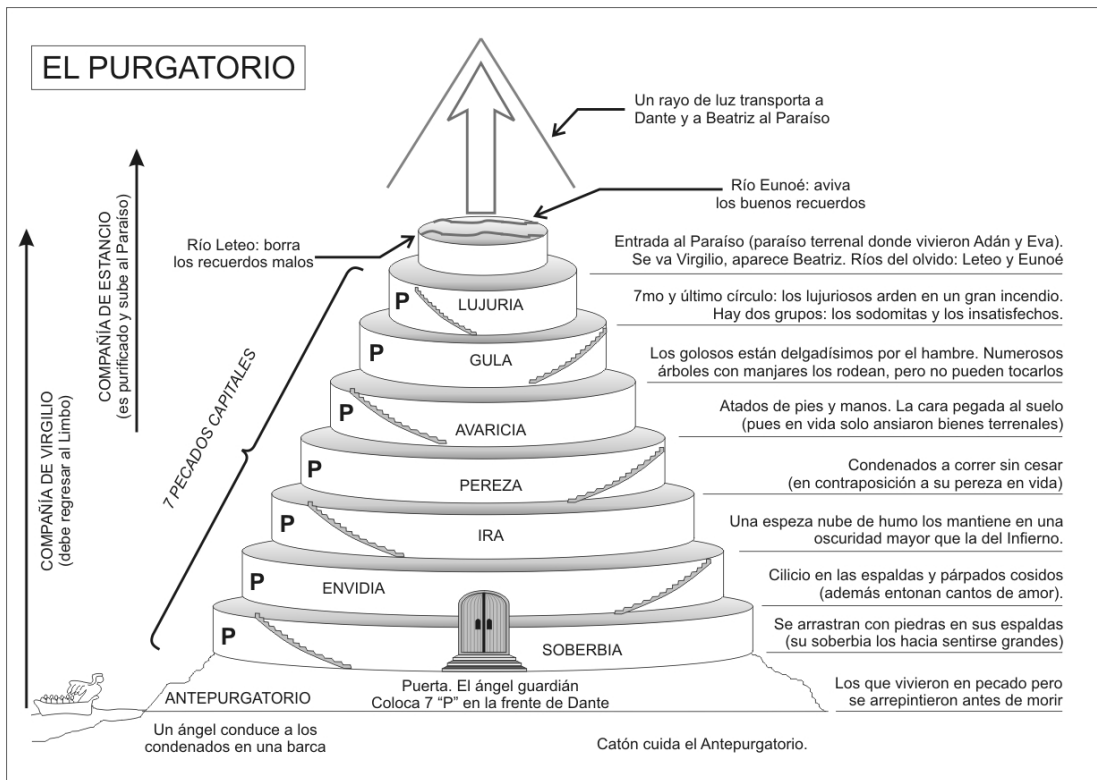 EL PURGATORIO
Un rayo de luz transporta a
Dante y a Beatriz al Paraíso
Río Eunoé: aviva
los buenos recuerdos
Río Leteo: borra
los recuerdos malos
Entrada al Paraíso (paraíso terrenal donde vivieron Adán y Eva).
Se va Virgilio, aparece Beatriz. Ríos del olvido: Leteo y Eunoé
COMPAÑÍA DE ESTANCIO
(es purificado y sube al Paraíso)
COMPAÑÍA DE VIRGILIO
(debe regresar al Limbo)
7 PECADOS CAPITALES
P
LUJURIA
7mo y último círculo: los lujuriosos arden en un gran incendio.
Hay dos grupos: los sodomitas y los insatisfechos.
P
GULA
Los golosos están delgadísimos por el hambre. Numerosos
árboles con manjares los rodean, pero no pueden tocarlos
P
AVARICIA
Atados de pies y manos. La cara pegada al suelo
(pues en vida solo ansiaron bienes terrenales)
P
PEREZA
Condenados a correr sin cesar
(en contraposición a su pereza en vida)
P
IRA
Una espeza nube de humo los mantiene en una
oscuridad mayor que la del Infierno.
P
ENVIDIA
Cilicio en las espaldas y párpados cosidos
(además entonan cantos de amor).
P
SOBERBIA
Se arrastran con piedras en sus espaldas
(su soberbia los hacia sentirse grandes)
ANTEPURGATORIO
Puerta. El ángel guardián
Coloca 7 “P” en la frente de Dante
Los que vivieron en pecado pero
se arrepintieron antes de morir
Un ángel conduce a los
condenados en una barca
Catón cuida el Antepurgatorio.